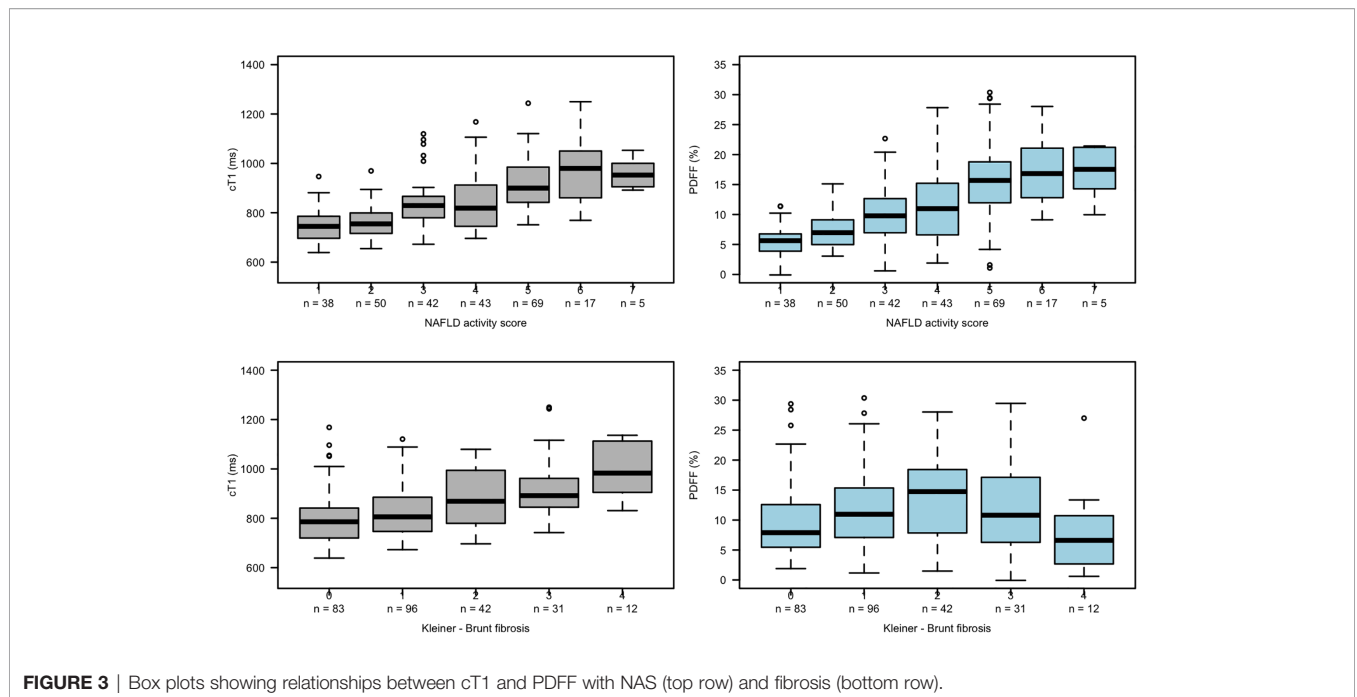 1400
1200
1000
800
600
cT1 (ms)
1 2 3 4 5 6 7
n = 38 n = 50 n = 42 n = 43 n = 69 n = 17 n = 5
NAFLD activity score
35
30
25
20
15
10
5
0
PDFF (%)
1 2 3 4 5 6 7
n = 38 n = 50 n = 42 n = 43 n = 69 n = 17 n = 5
NAFLD activity score
1400
1200
1000
800
600
cT1 (ms)
0 1 2 3 4
n = 83 n = 96 n = 42 n = 31 n = 12
Kleiner - Brunt fibrosis
35
30
25
20
15
10
5
0
PDFF (%)
0 1 2 3 4
n = 83 n = 96 n = 42 n = 31 n = 12
Kleiner - Brunt fibrosis
FIGURE 3 | Box plots showing relationships between cT1 and PDFF with NAS (top row) and fibrosis (bottom row).